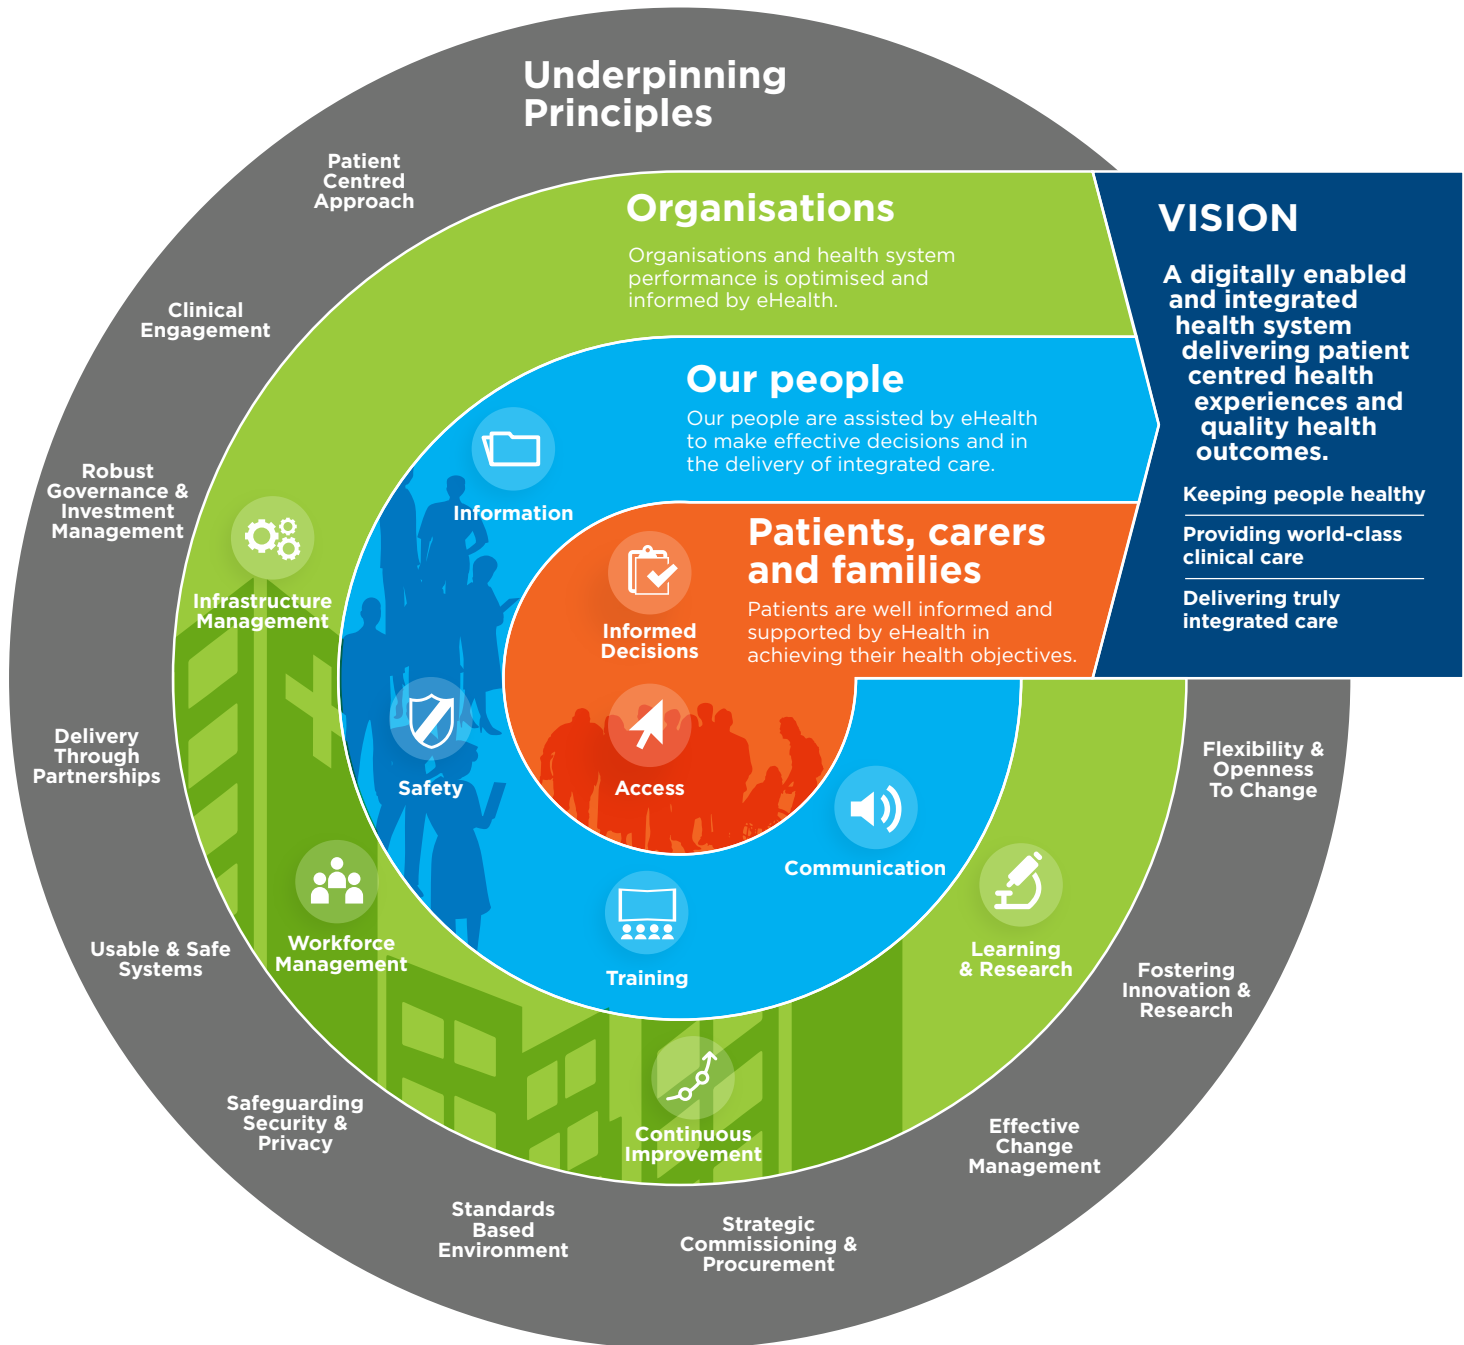 Underpinning
Principles
Patient
Centred
Approach
Clinical
Engagement
Robust
Governance &
Investment
Management
Delivery
Through
Partnerships
Usable & Safe
Systems
Safeguarding
Security &
Privacy
Standards
Based
Environment
Strategic
Commissioning &
Procurement
Effective
Change
Management
Fostering
Innovation &
Research
Flexibility &
Openness
To Change
Organisations
Organisations and health system
performance is optimised and
informed by eHealth.
Infrastructure
Management
Workforce
Management
Continuous
Improvement
Learning
& Research
Our people
Our people are assisted by eHealth
to make effective decisions and in
the delivery of integrated care.
Information
Safety
Training
Communication
Patients, carers
and families
Patients are well informed and
supported by eHealth in
achieving their health objectives.
Informed
Decisions
Access
VISION
A digitally enabled
and integrated
health system
delivering patient
centred health
experiences and
quality health
outcomes.
Keeping people healthy
Providing world-class
clinical care
Delivering truly
integrated care